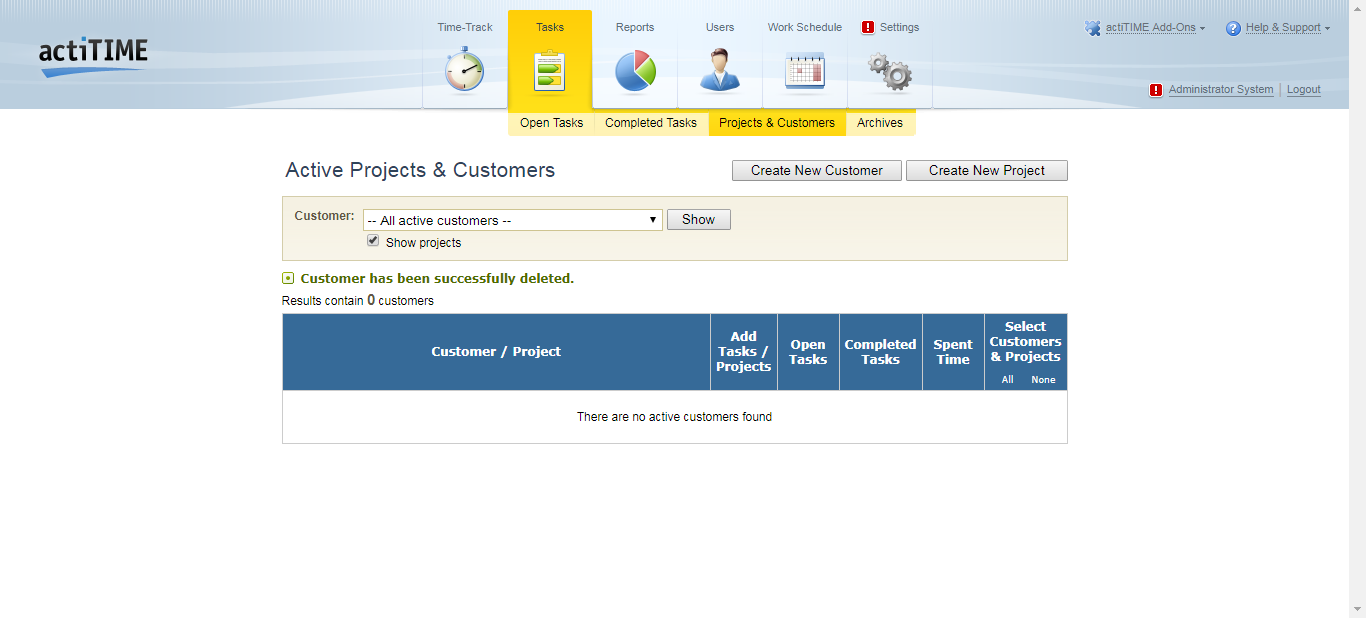 actiTIME
Time-Track
Tasks
Reports
Users
Work Schedule
Settings
actiTIME Add-Ons
Help & Support
Administrator System
Logout
Open Tasks
Completed Tasks
Projects & Customers
Archives
Active Projects & Customers
Create New Customer
Create New Project
Customer:
-- All active customers --
Show
Show projects
Customer has been successfully deleted.
Results contain 0 customers
Customer / Project
Add
Tasks /
Projects
Open
Tasks
Completed
Tasks
Spent
Time
Select
Customers
& Projects
All None
There are no active customers found